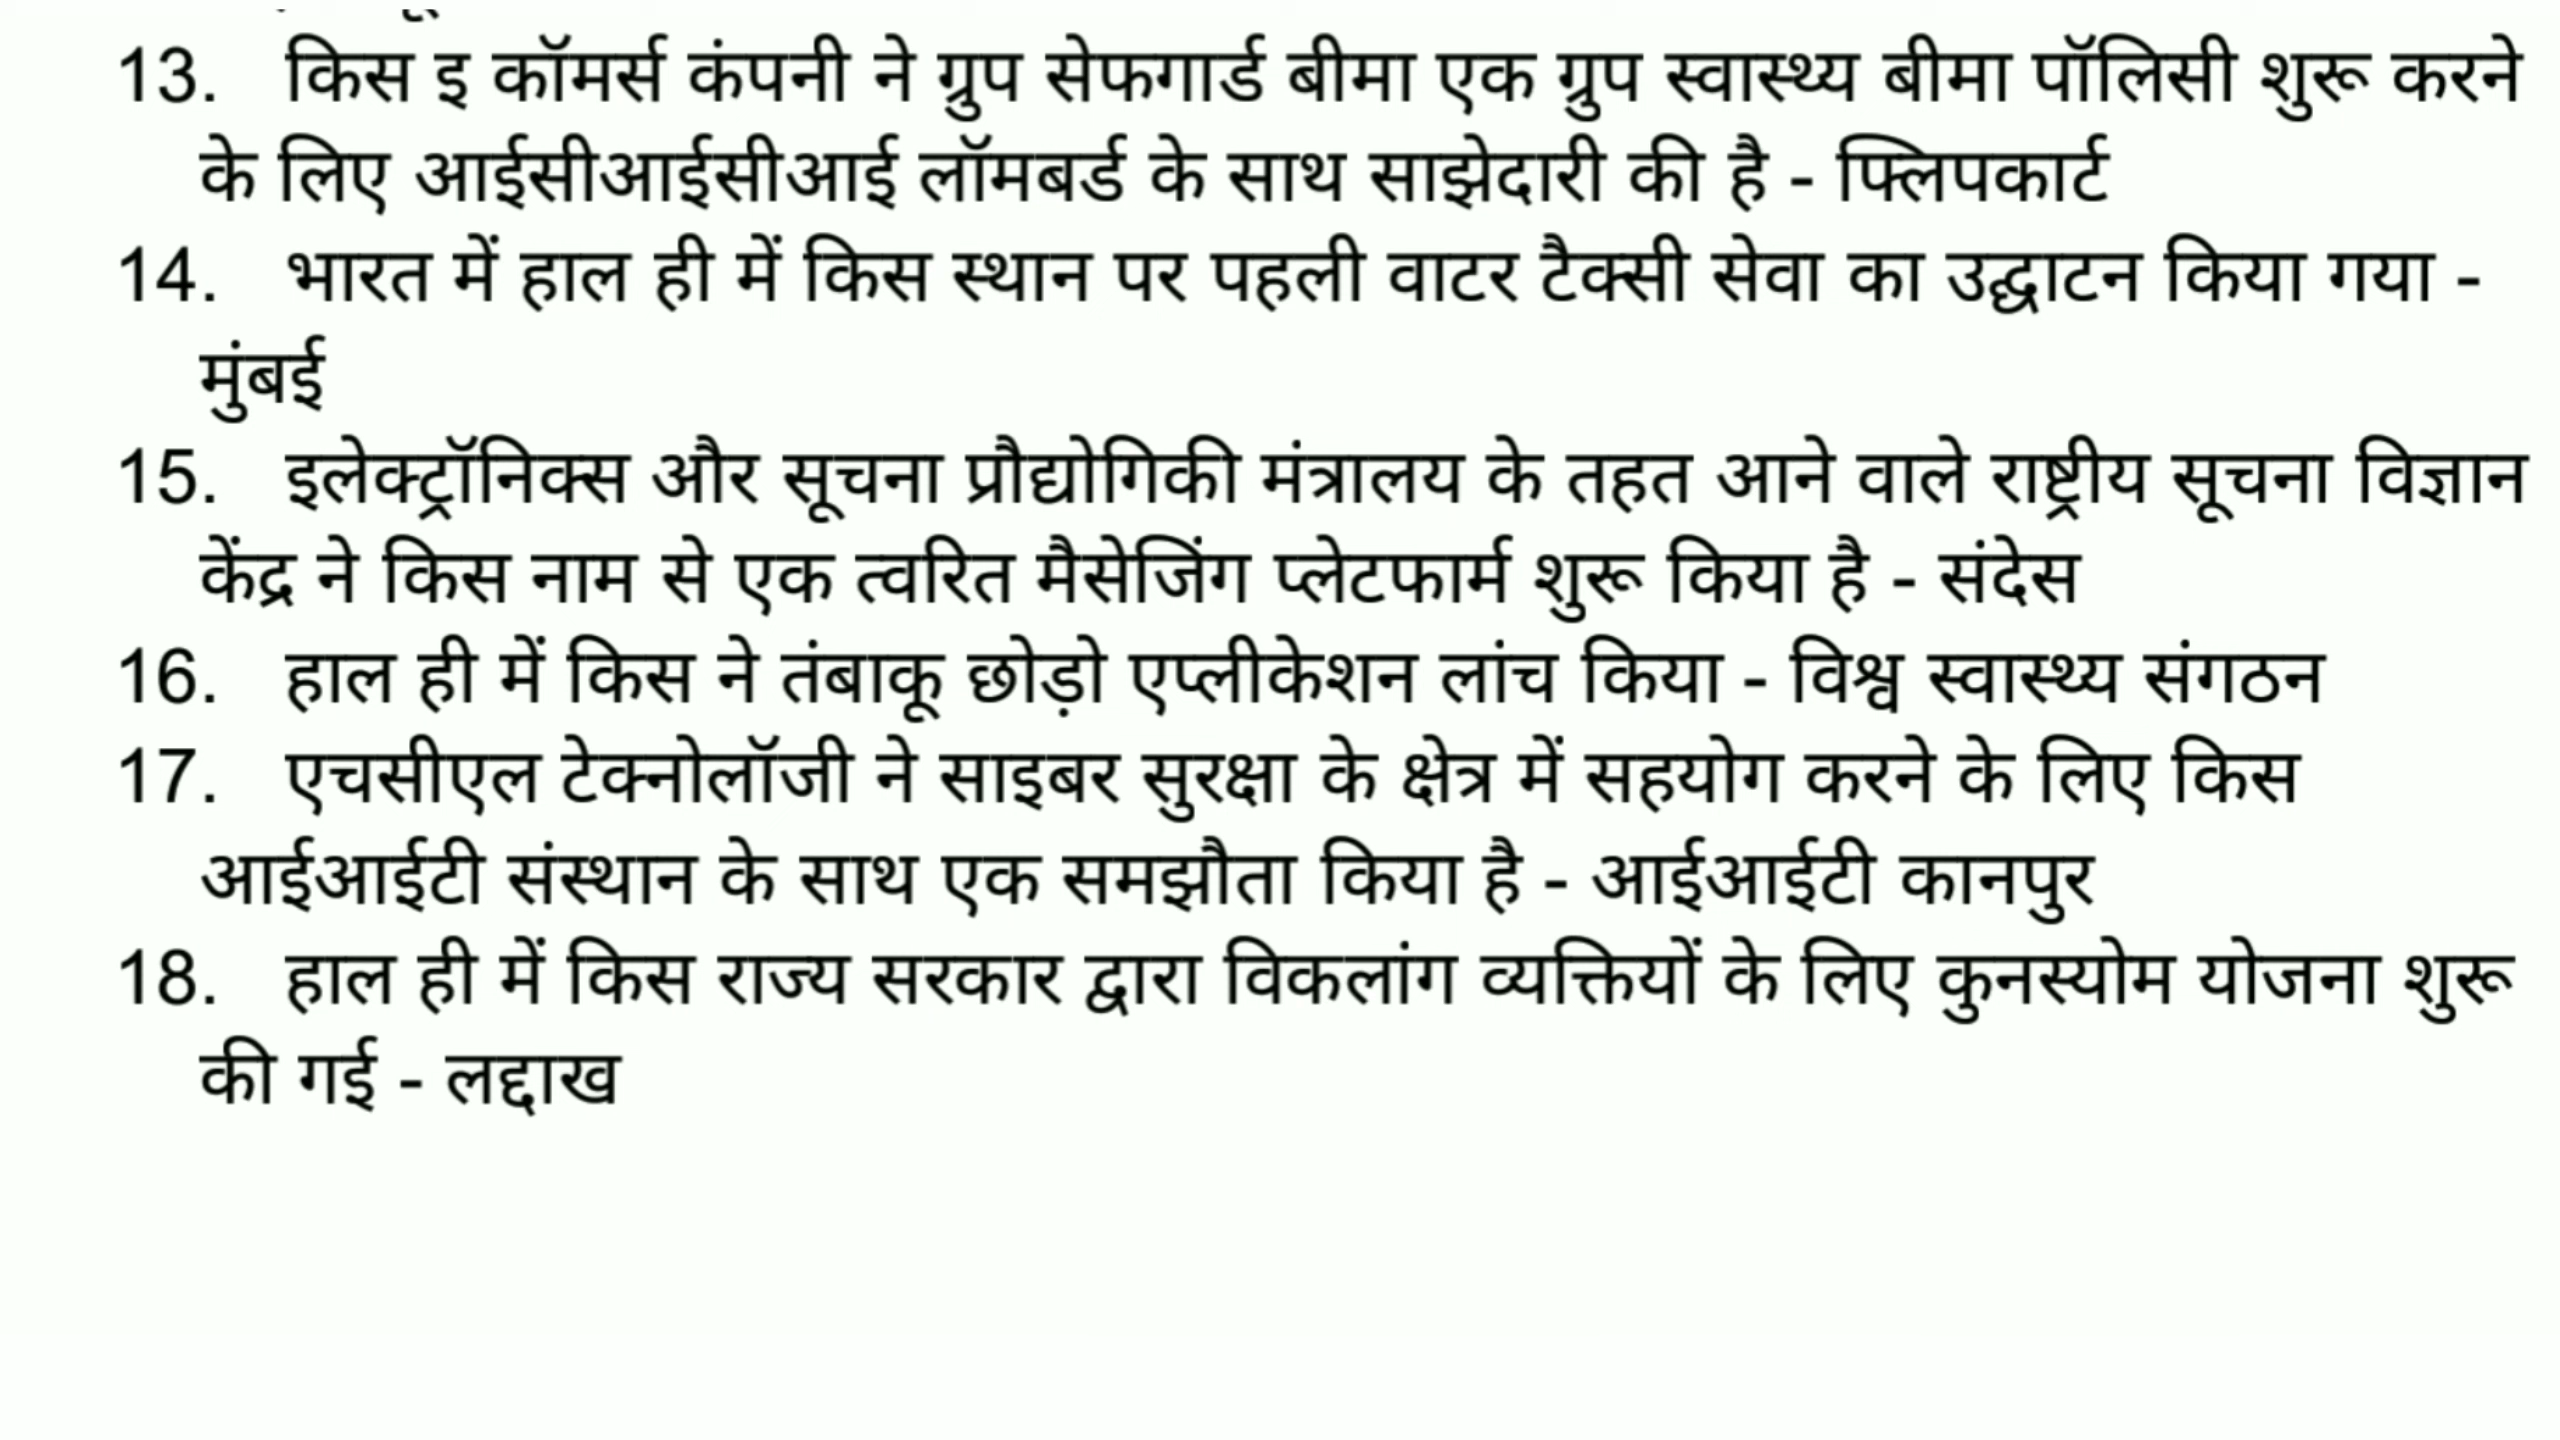 13. किस इ कॉमर्स कंपनी ने ग्रुप सेफगार्ड बीमा एक ग्रुप स्वास्थ्य बीमा पॉलिसी शुरू करने
के लिए आईसीआईसीआई लॉमबर्ड के साथ साझेदारी की है - फ्लिपकार्ट
14. भारत में हाल ही में किस स्थान पर पहली वाटर टैक्सी सेवा का उद्घाटन किया गया -
मुंबई
15. इलेक्ट्रॉनिक्स और सूचना प्रौद्योगिकी मंत्रालय के तहत आने वाले राष्ट्रीय सूचना विज्ञान
केंद्र ने किस नाम से एक त्वरित मैसेजिंग प्लेटफार्म शुरू किया है - संदेस
16. हाल ही में किस ने तंबाकू छोड़ो एप्लीकेशन लांच किया - विश्व स्वास्थ्य संगठन
17. एचसीएल टेक्नोलॉजी ने साइबर सुरक्षा के क्षेत्र में सहयोग करने के लिए किस
आईआईटी संस्थान के साथ एक समझौता किया है - आईआईटी कानपुर
18. हाल ही में किस राज्य सरकार द्वारा विकलांग व्यक्तियों के लिए कुनस्योम योजना शुरू
की गई - लद्दाख